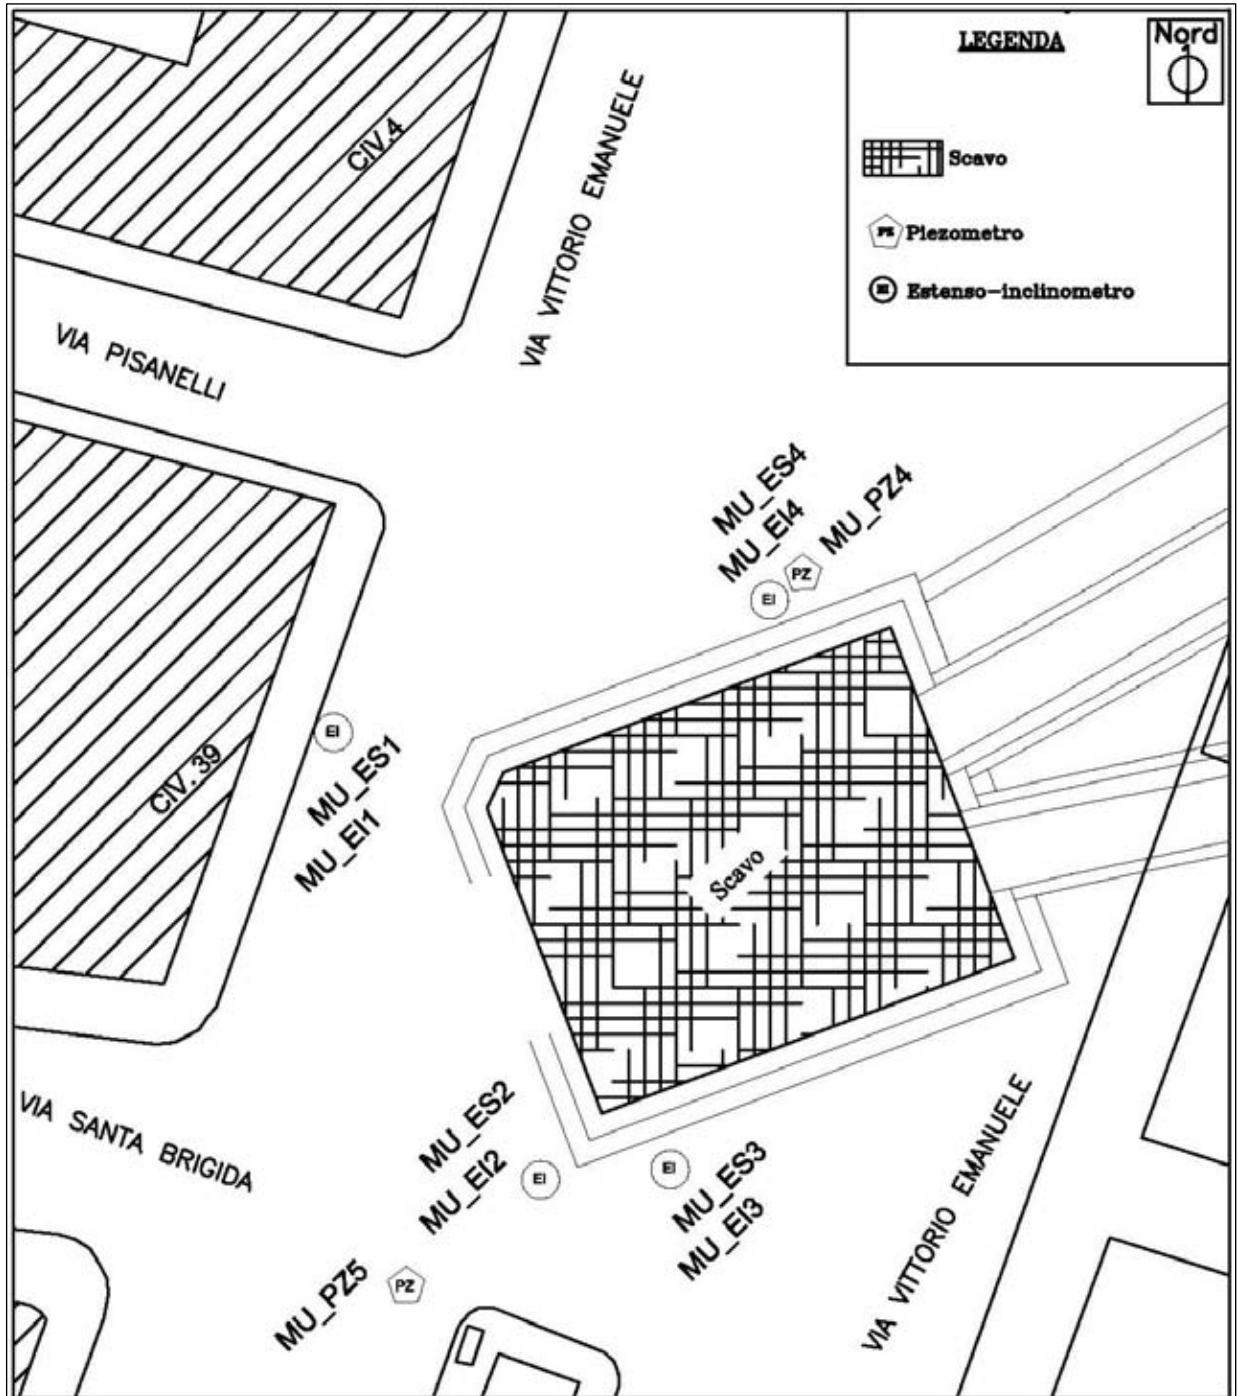 LEGENDA
Nord
Scavo
PZ Piezometro
EI Estenso-inclinometro
CIV.4
VIA VITTORIO EMANUELE
VIA PISANELLI
MU_ES4
MU_EI4
MU_PZ4
PZ
EI
EI
MU_ES1
MU_EI1
CIV.39
Scavo
VIA SANTA BRIGIDA
MU_ES2
MU_EI2
EI
EI
MU_ES3
MU_EI3
MU_PZ5
PZ
VIA VITTORIO EMANUELE